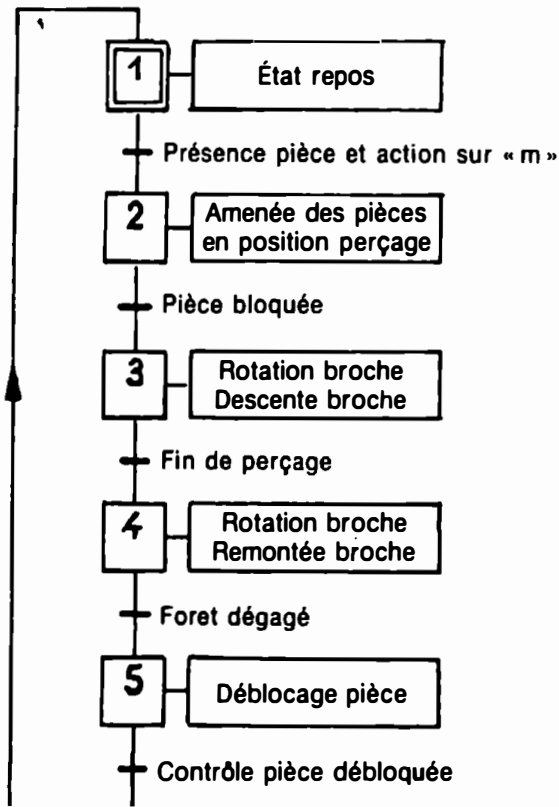 1
État repos
Présence pièce et action sur « m »
2
Amenée des pièces
en position perçage
Pièce bloquée
3
Rotation broche
Descente broche
Fin de perçage
4
Rotation broche
Remontée broche
Foret dégagé
5
Déblocage pièce
Contrôle pièce débloquée